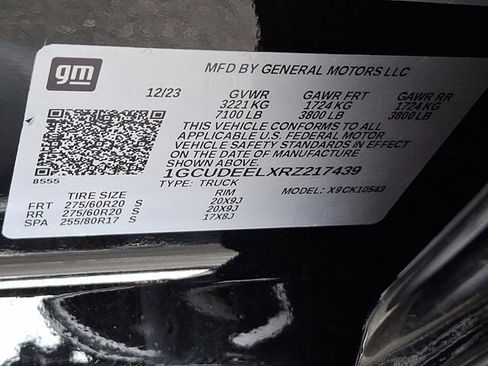 gm
MFD BY GENERAL MOTORS LLC
12/23 GVWR GAWR FRT GAWR RR
3221 KG 1724 KG 1724 KG
7100 LB 3800 LB 3800 LB
THIS VEHICLE CONFORMS TO ALL
APPLICABLE U.S. FEDERAL MOTOR
VEHICLE SAFETY STANDARDS IN EFFECT
ON THE DATE OF MANUFACTURE
SHOWN ABOVE.
8555
1GCUDEELXRZ217439
TYPE: TRUCK MODEL: X9CK10543
TIRE SIZE RIM
FRT 275/60R20 S 20X9J
RR 275/60R20 S 20X9J
SPA 255/80R17 S 17X8J